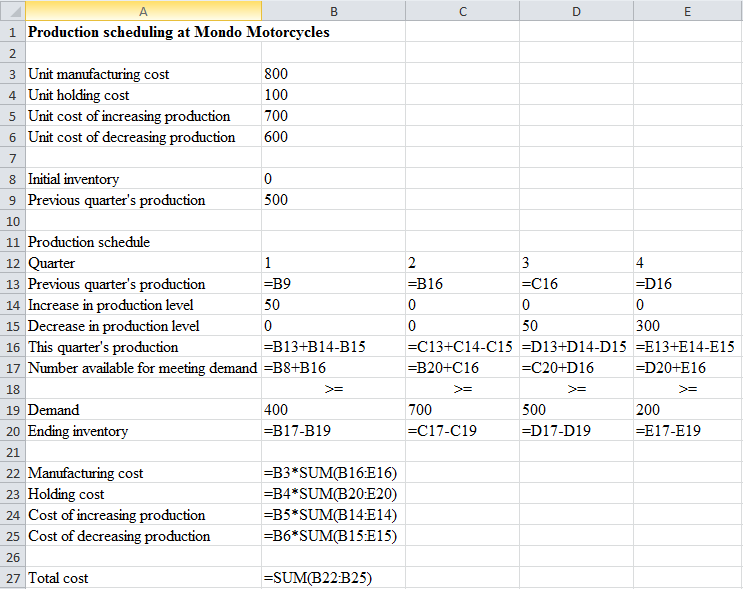 A B C D E
1 Production scheduling at Mondo Motorcycles
2
3 Unit manufacturing cost 800
4 Unit holding cost 100
5 Unit cost of increasing production 700
6 Unit cost of decreasing production 600
7
8 Initial inventory 0
9 Previous quarter's production 500
10
11 Production schedule
12 Quarter 1 2 3 4
13 Previous quarter's production =B9 =B16 =C16 =D16
14 Increase in production level 50 0 0 0
15 Decrease in production level 0 0 50 300
16 This quarter's production =B13+B14-B15 =C13+C14-C15 =D13+D14-D15 =E13+E14-E15
17 Number available for meeting demand =B8+B16 =B20+C16 =C20+D16 =D20+E16
18 >= >= >= >=
19 Demand 400 700 500 200
20 Ending inventory =B17-B19 =C17-C19 =D17-D19 =E17-E19
21
22 Manufacturing cost =B3*SUM(B16:E16)
23 Holding cost =B4*SUM(B20:E20)
24 Cost of increasing production =B5*SUM(B14:E14)
25 Cost of decreasing production =B6*SUM(B15:E15)
26
27 Total cost =SUM(B22:B25)